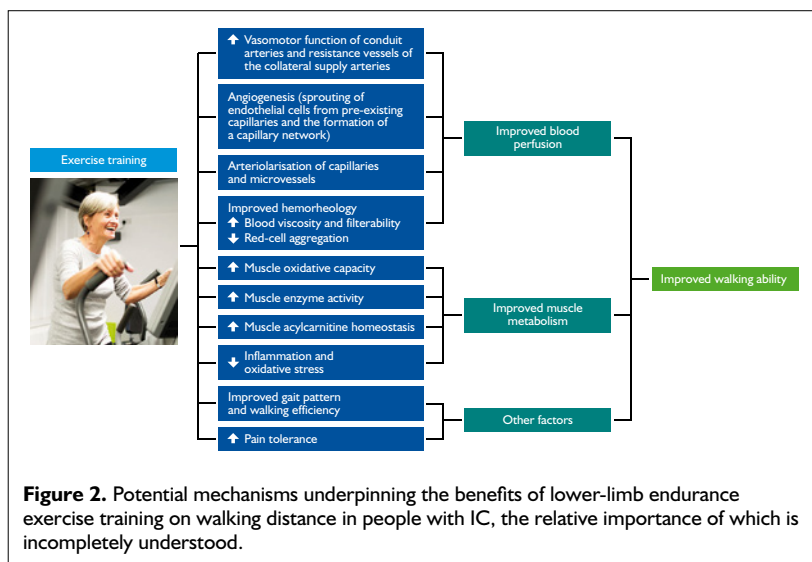 Exercise training
↑ Vasomotor function of conduit
arteries and resistance vessels of
the collateral supply arteries
Angiogenesis (sprouting of
endothelial cells from pre-existing
capillaries and the formation of
a capillary network)
Arteriolarisation of capillaries
and microvessels
Improved hemorheology
↑ Blood viscosity and filterability
↓ Red-cell aggregation
↑ Muscle oxidative capacity
↑ Muscle enzyme activity
↑ Muscle acylcarnitine homeostasis
↓ Inflammation and
oxidative stress
Improved gait pattern
and walking efficiency
↑ Pain tolerance
Improved blood
perfusion
Improved muscle
metabolism
Other factors
Improved walking ability
Figure 2. Potential mechanisms underpinning the benefits of lower-limb endurance
exercise training on walking distance in people with IC, the relative importance of which is
incompletely understood.